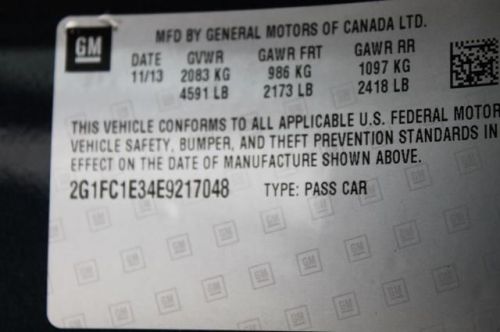 GM
MFD BY GENERAL MOTORS OF CANADA LTD.
DATE GVWR GAWR FRT GAWR RR
11/13 2083 KG 986 KG 1097 KG
4591 LB 2173 LB 2418 LB
THIS VEHICLE CONFORMS TO ALL APPLICABLE U.S. FEDERAL MOTOR
VEHICLE SAFETY, BUMPER, AND THEFT PREVENTION STANDARDS IN
EFFECT ON THE DATE OF MANUFACTURE SHOWN ABOVE.
2G1FC1E34E9217048 TYPE: PASS CAR